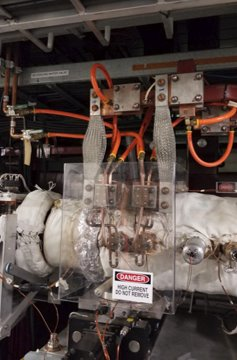 DANGER
HIGH CURRENT
DO NOT REMOVE